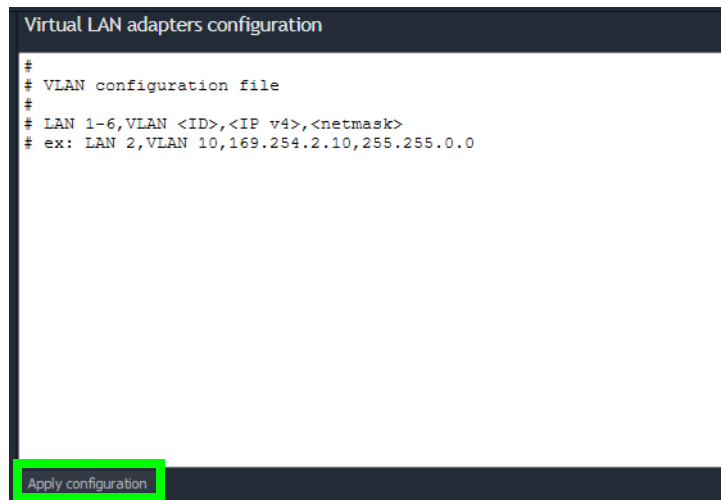 Virtual LAN adapters configuration
#
# VLAN configuration file
#
# LAN 1-6,VLAN <ID>,<IP v4>,<netmask>
# ex: LAN 2,VLAN 10,169.254.2.10,255.255.0.0
Apply configuration